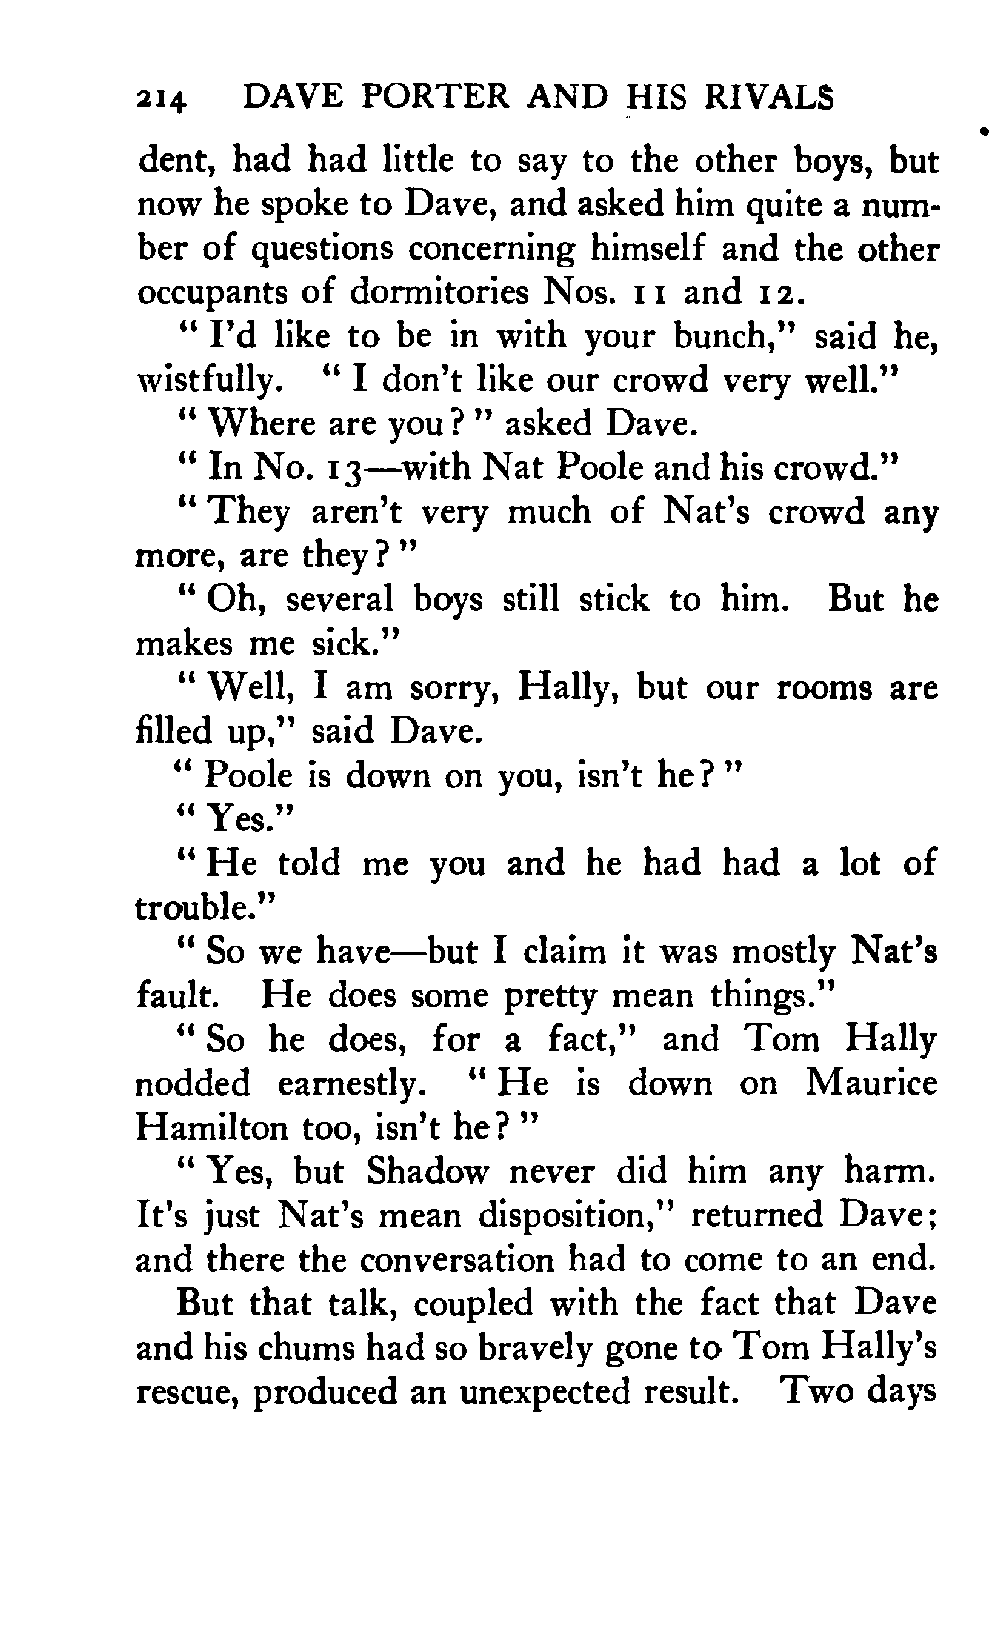 214 DAVE PORTER AND HIS RIVALS
dent, had had little to say to the other boys, but
now he spoke to Dave, and asked him quite a num-
ber of questions concerning himself and the other
occupants of dormitories Nos. 11 and 12.
" I'd like to be in with your bunch," said he,
wistfully. " I don't like our crowd very well."
" Where are you? " asked Dave.
" In No. 13—with Nat Poole and his crowd."
" They aren't very much of Nat's crowd any
more, are they? "
" Oh, several boys still stick to him. But he
makes me sick."
" Well, I am sorry, Hally, but our rooms are
filled up," said Dave.
" Poole is down on you, isn't he? "
" Yes."
" He told me you and he had had a lot of
trouble."
" So we have—but I claim it was mostly Nat's
fault. He does some pretty mean things."
" So he does, for a fact," and Tom Hally
nodded earnestly. " He is down on Maurice
Hamilton too, isn't he? "
" Yes, but Shadow never did him any harm.
It's just Nat's mean disposition," returned Dave;
and there the conversation had to come to an end.
But that talk, coupled with the fact that Dave
and his chums had so bravely gone to Tom Hally's
rescue, produced an unexpected result. Two days